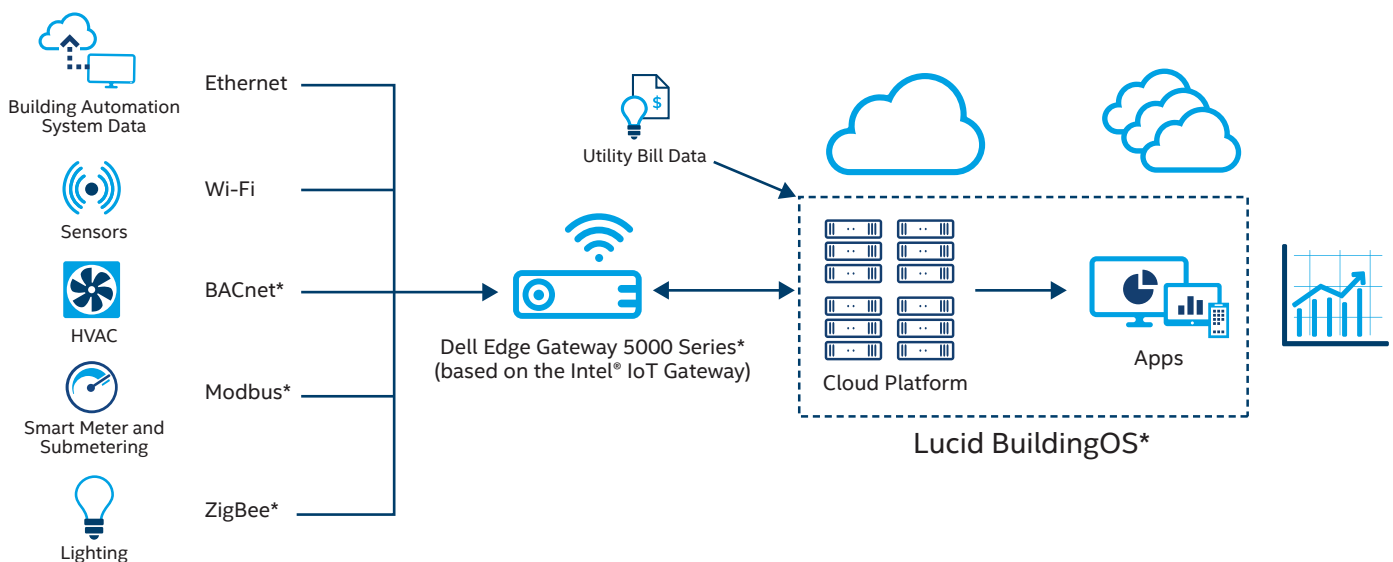 Building Automation
System Data
Ethernet
Sensors
Wi-Fi
HVAC
BACnet*
Smart Meter and
Submetering
Modbus*
Lighting
ZigBee*
Dell Edge Gateway 5000 Series*
(based on the Intel® IoT Gateway)
$
Utility Bill Data
Cloud Platform
Apps
Lucid BuildingOS*